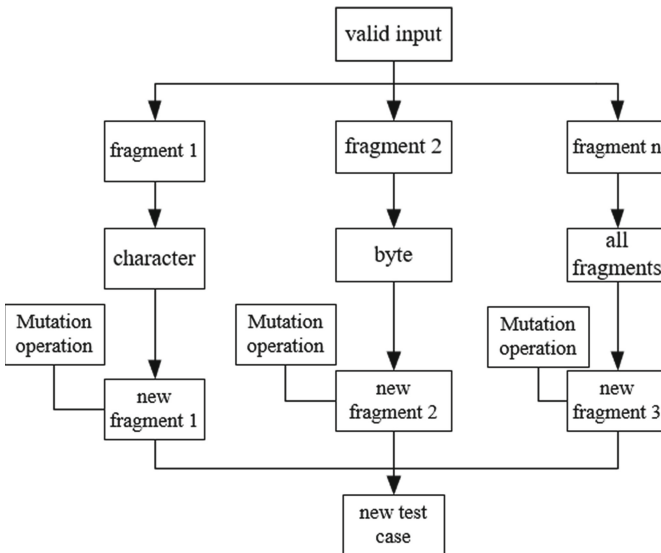 valid input
fragment 1
fragment 2
fragment n
character
byte
all
fragments
Mutation
operation
Mutation
operation
Mutation
operation
new
fragment 1
new
fragment 2
new
fragment 3
new test
case